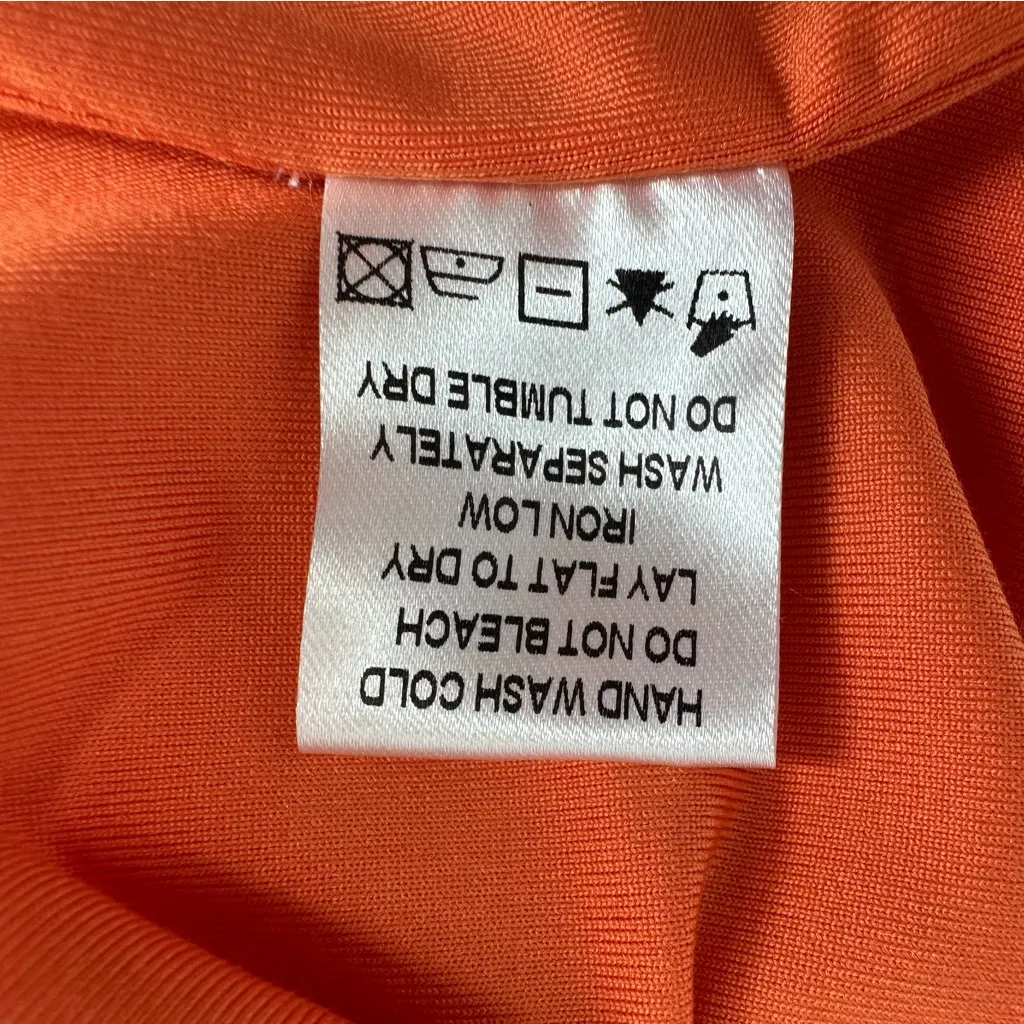 HAND WASH COLD
DO NOT BLEACH
LAY FLAT TO DRY
IRON LOW
WASH SEPARATELY
DO NOT TUMBLE DRY